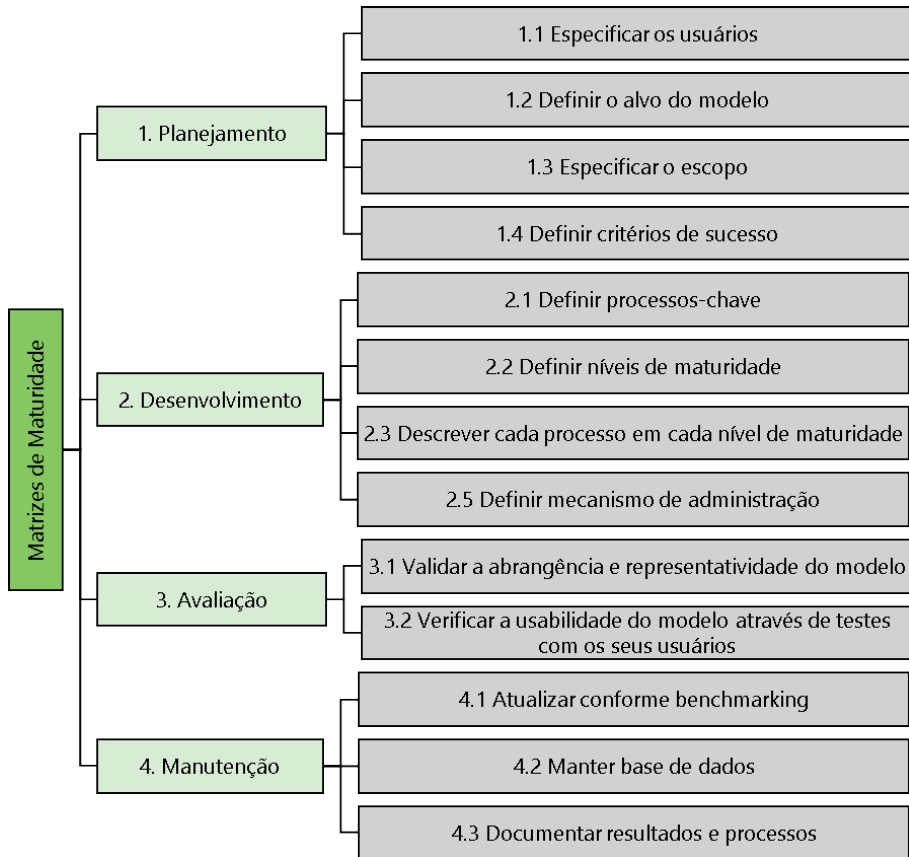 Matrizes de Maturidade
1. Planejamento
1.1 Especificar os usuários
1.2 Definir o alvo do modelo
1.3 Especificar o escopo
1.4 Definir critérios de sucesso
2. Desenvolvimento
2.1 Definir processos-chave
2.2 Definir níveis de maturidade
2.3 Descrever cada processo em cada nível de maturidade
2.5 Definir mecanismo de administração
3. Avaliação
3.1 Validar a abrangência e representatividade do modelo
3.2 Verificar a usabilidade do modelo através de testes
com os seus usuários
4. Manutenção
4.1 Atualizar conforme benchmarking
4.2 Manter base de dados
4.3 Documentar resultados e processos